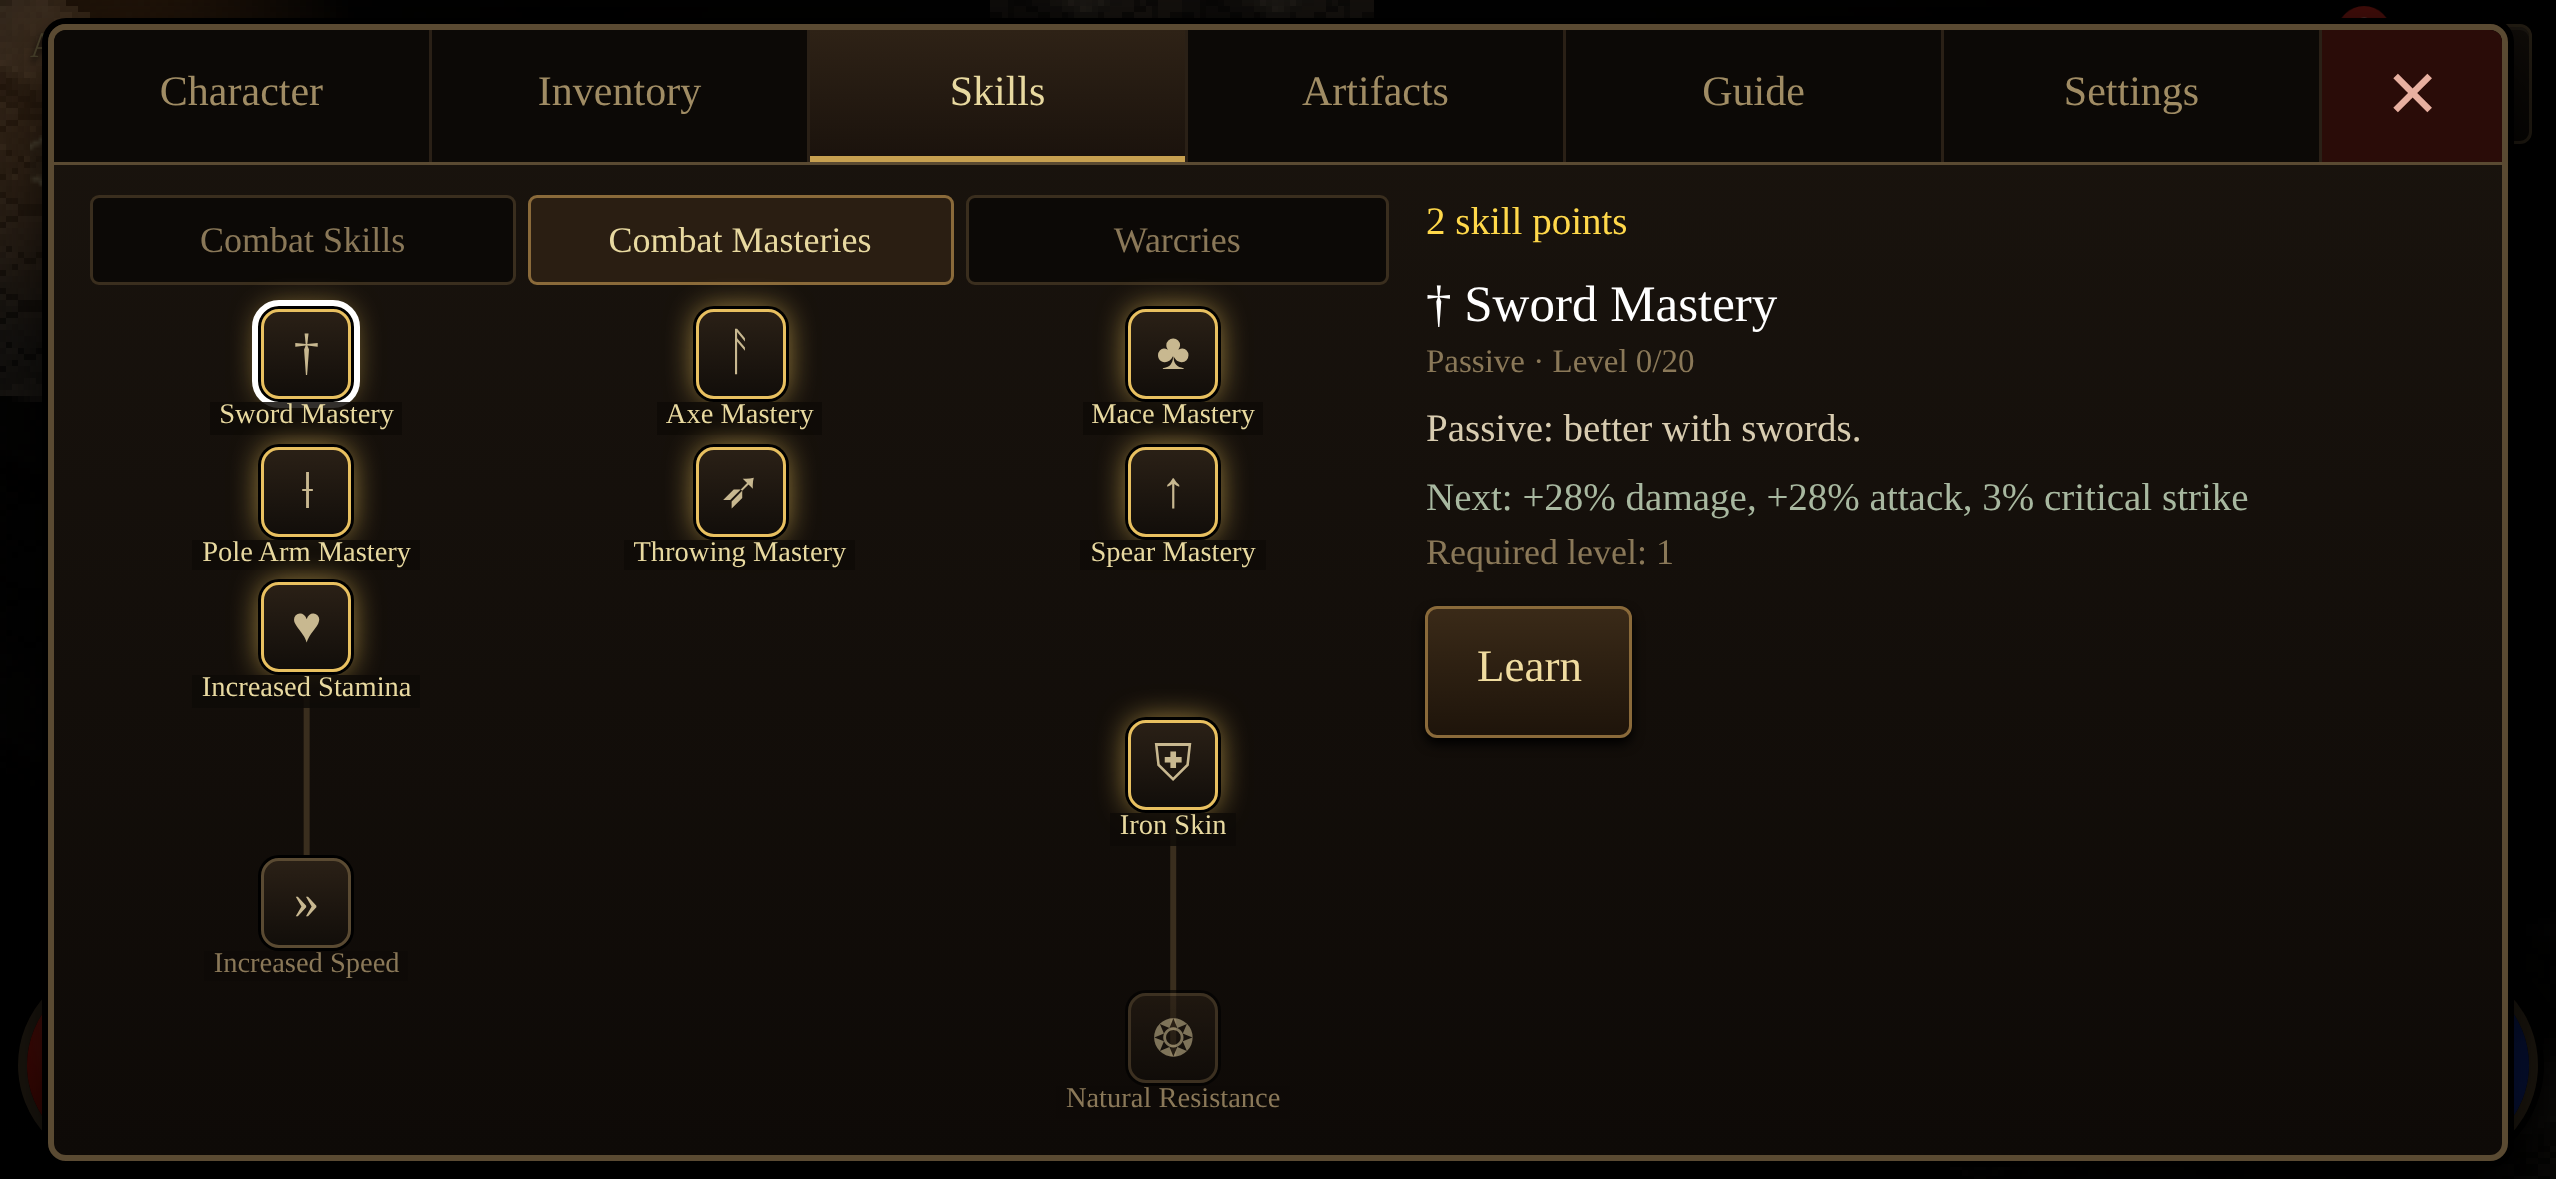 Character Inventory Skills Artifacts Guide Settings ✕
Combat Skills Combat Masteries Warcries
2 skill points
† Sword Mastery
Passive · Level 0/20
Passive: better with swords.
Next: +28% damage, +28% attack, 3% critical strike
Required level: 1
Learn
Sword Mastery Axe Mastery Mace Mastery
Pole Arm Mastery Throwing Mastery Spear Mastery
Increased Stamina
Iron Skin
Increased Speed
Natural Resistance